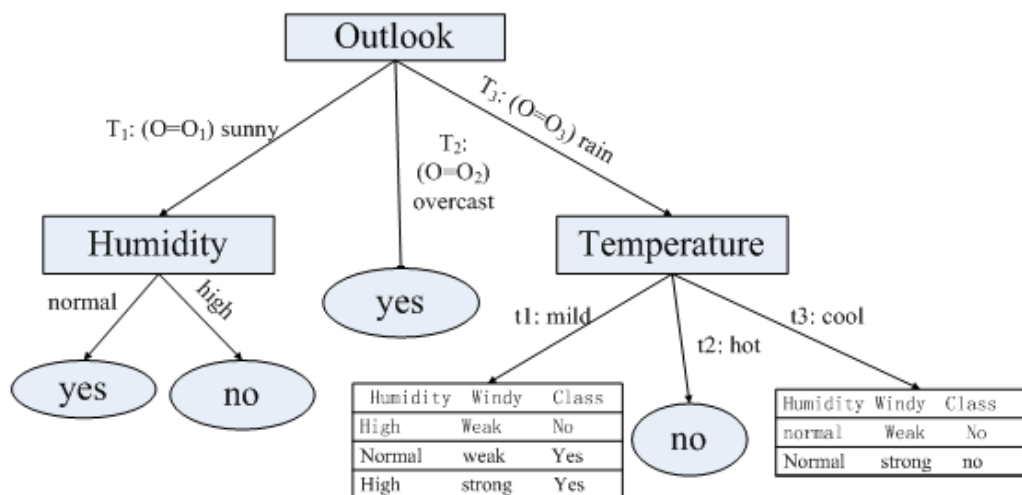 Outlook
T₁: (O=O₁) sunny
T₂:
(O=O₂)
overcast
T₃: (O=O₃) rain
Humidity
Temperature
normal
high
yes
t1: mild
t2: hot
t3: cool
yes
no
Humidity Windy Class
High Weak No
Normal weak Yes
High strong Yes
no
Humidity Windy Class
normal Weak No
Normal strong no